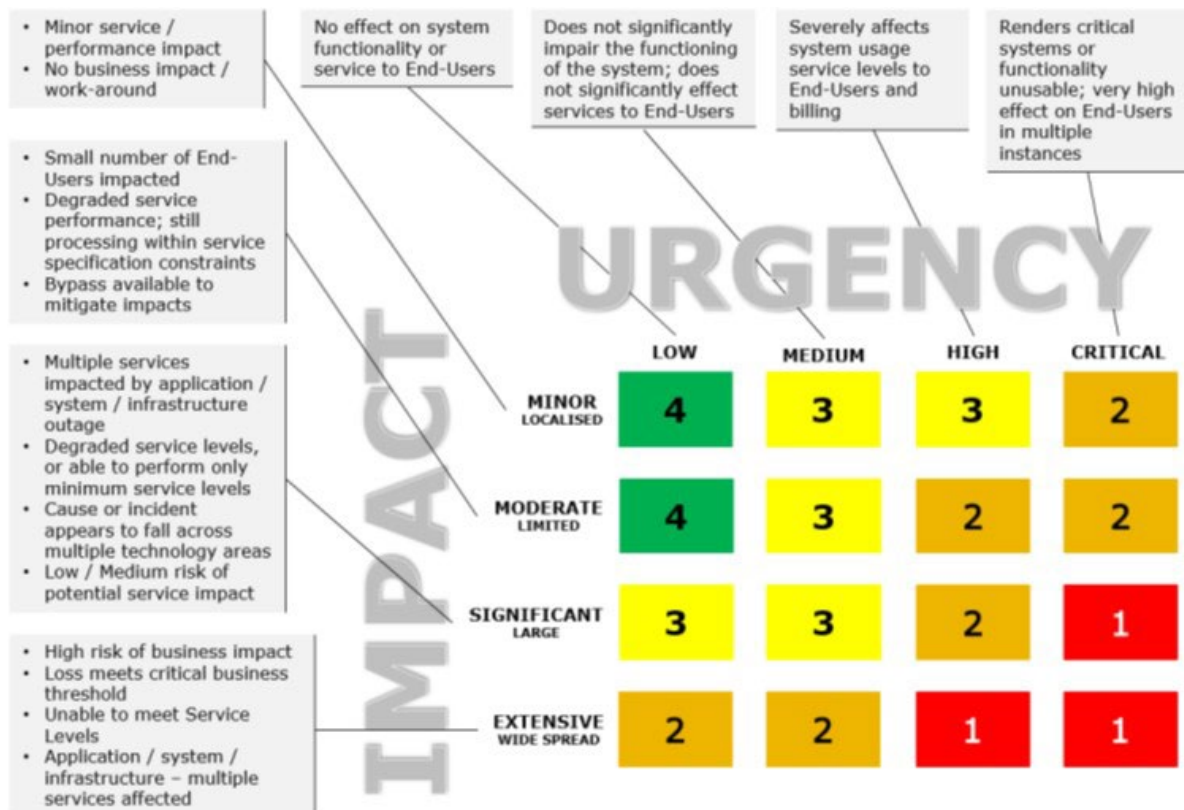 • Minor service /
performance impact
• No business impact /
work-around
No effect on system
functionality or
service to End-Users
Does not significantly
impair the functioning
of the system; does
not significantly effect
services to End-Users
Severely affects
system usage
service levels to
End-Users and
billing
Renders critical
systems or
functionality
unusable; very high
effect on End-Users
in multiple
instances
• Small number of End-
Users impacted
• Degraded service
performance; still
processing within service
specification constraints
• Bypass available to
mitigate impacts
• Multiple services
impacted by application /
system / infrastructure
outage
• Degraded service levels,
or able to perform only
minimum service levels
• Cause or incident
appears to fall across
multiple technology areas
• Low / Medium risk of
potential service impact
• High risk of business impact
• Loss meets critical business
threshold
• Unable to meet Service
Levels
• Application / system /
infrastructure – multiple
services affected
URGENCY
IMPACT
LOW MEDIUM HIGH CRITICAL
MINOR
LOCALISED
4 3 3 2
MODERATE
LIMITED
4 3 2 2
SIGNIFICANT
LARGE
3 3 2 1
EXTENSIVE
WIDE SPREAD
2 2 1 1